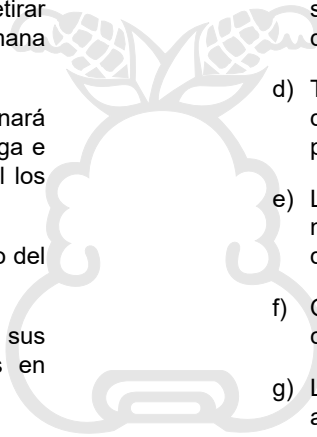 etirar
mana
nará
ga e
l los
o del
sus
en
d)
e)
f)
g)